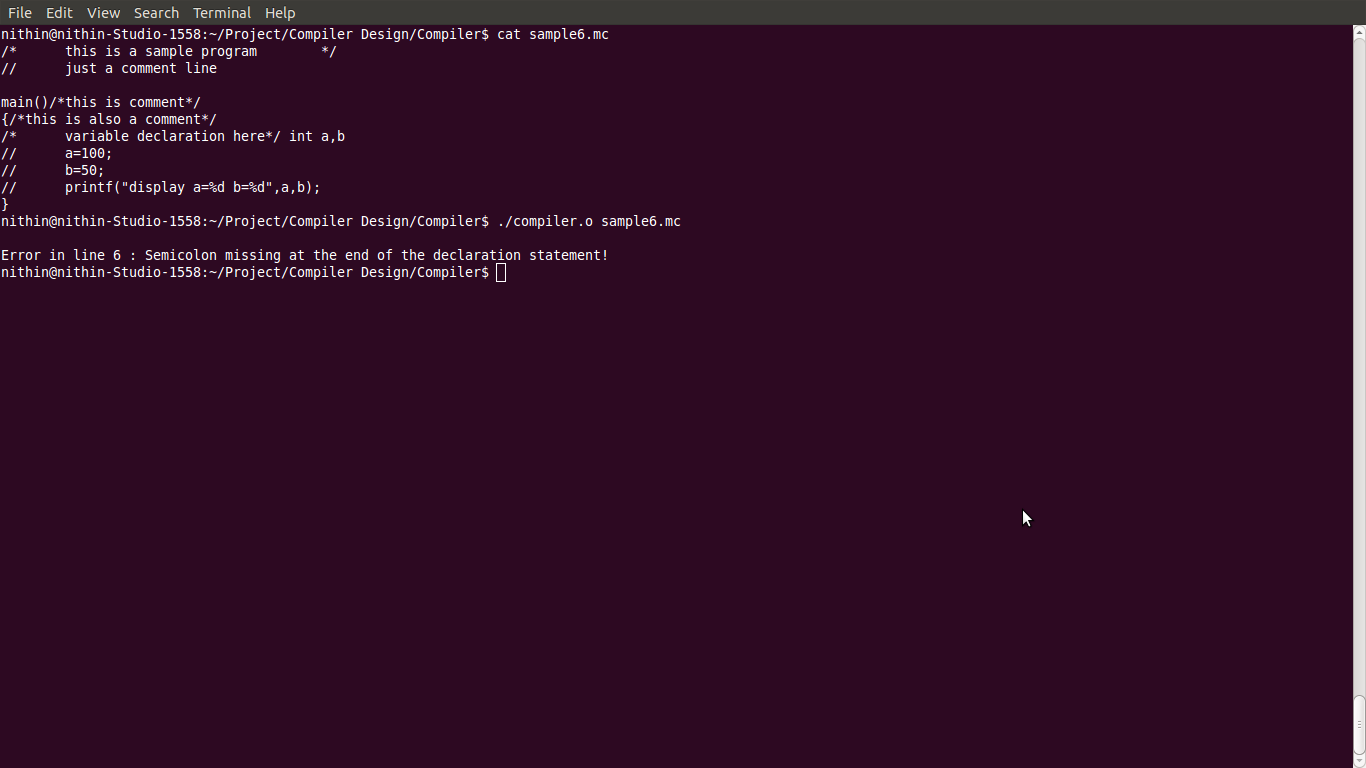 File Edit View Search Terminal Help
nithin@nithin-Studio-1558:~/Project/Compiler Design/Compiler$ cat sample6.mc
/*      this is a sample program        */
//      just a comment line

main()/*this is comment*/
{/*this is also a comment*/
/*      variable declaration here*/ int a,b
//      a=100;
//      b=50;
//      printf("display a=%d b=%d",a,b);
}
nithin@nithin-Studio-1558:~/Project/Compiler Design/Compiler$ ./compiler.o sample6.mc

Error in line 6 : Semicolon missing at the end of the declaration statement!
nithin@nithin-Studio-1558:~/Project/Compiler Design/Compiler$